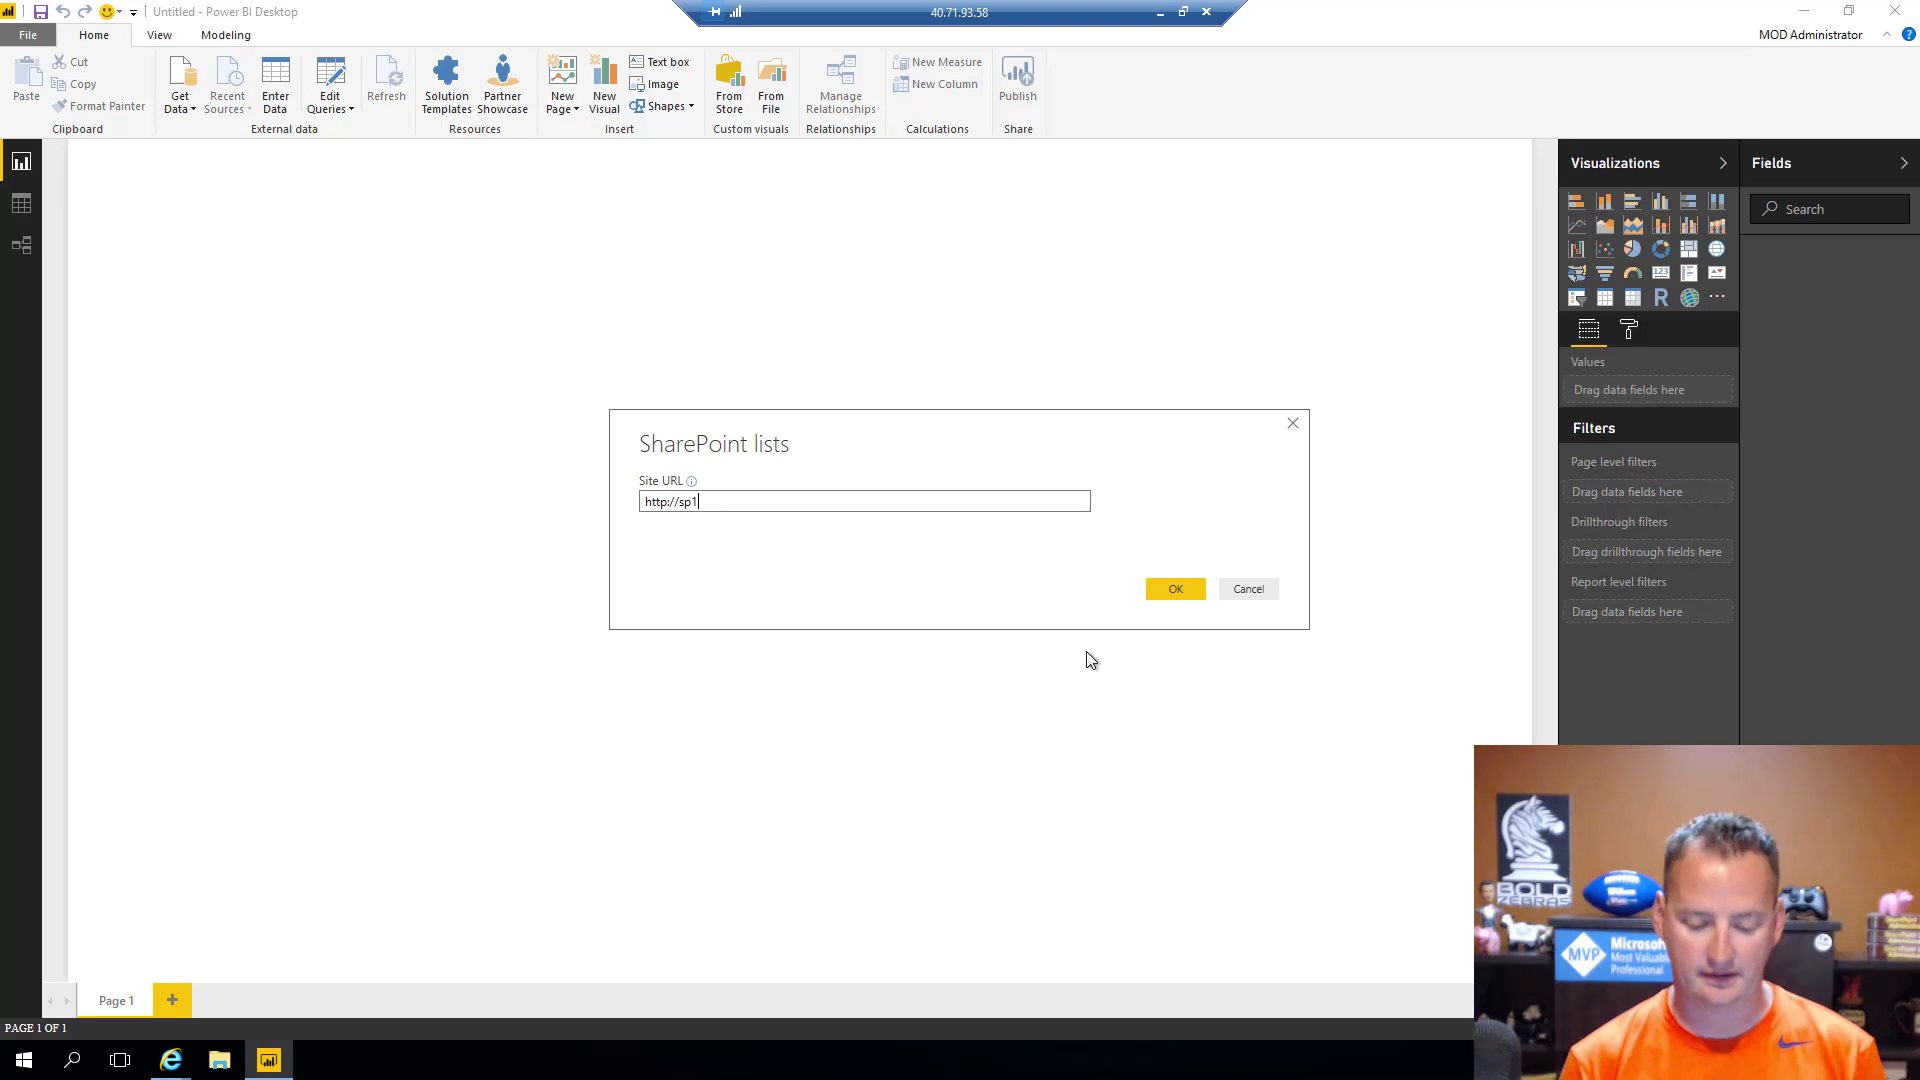 Untitled - Power BI Desktop
40.71.93.58
File
Home
View
Modeling
MOD Administrator
Paste
Cut
Copy
Format Painter
Clipboard
Get Data
Recent Sources
Enter Data
Edit Queries
Refresh
External data
Solution Templates
Partner Showcase
Resources
New Page
New Visual
Text box
Image
Shapes
Insert
From Store
From File
Custom visuals
Manage Relationships
Relationships
New Measure
New Column
Calculations
Publish
Share
Visualizations
Fields
Search
123
R
Values
Drag data fields here
Filters
Page level filters
Drag data fields here
Drillthrough filters
Drag drillthrough fields here
Report level filters
Drag data fields here
SharePoint lists
Site URL
http://sp1
OK
Cancel
BOLD
ZEBRAS
MVP
Microso
Most Valuabl
Professional
Page 1
PAGE 1 OF 1